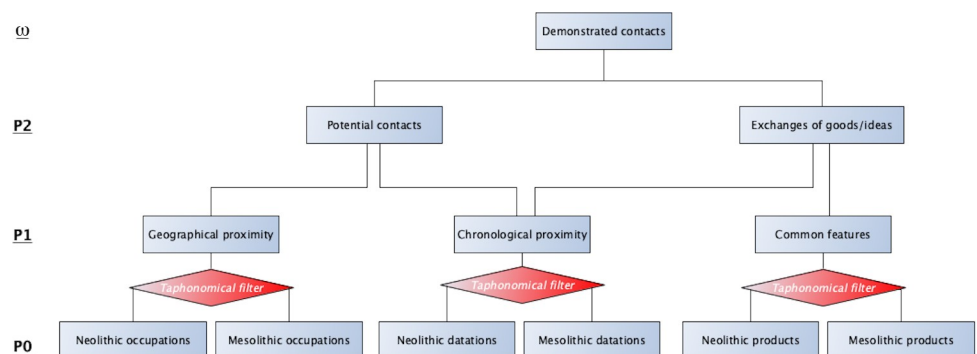 ω
Demonstrated contacts
P2
Potential contacts
Exchanges of goods/ideas
P1
Geographical proximity
Chronological proximity
Common features
Taphonomical filter
Taphonomical filter
Taphonomical filter
P0
Neolithic occupations
Mesolithic occupations
Neolithic datations
Mesolithic datations
Neolithic products
Mesolithic products